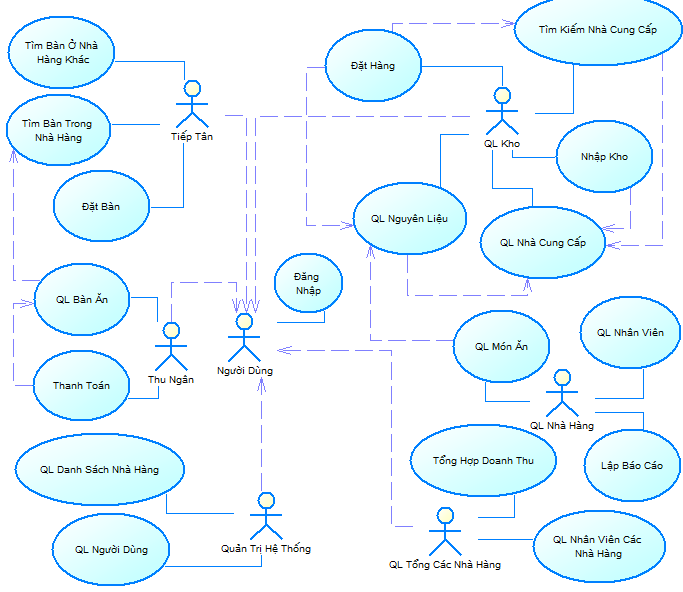 Tìm Bàn Ở Nhà
Hàng Khác
Tìm Kiếm Nhà Cung Cấp
Đặt Hàng
Tìm Bàn Trong
Nhà Hàng
Tiếp Tân
QL Kho
Nhập Kho
Đặt Bàn
QL Nguyên Liệu
QL Nhà Cung Cấp
Đăng
Nhập
QL Bàn Ăn
QL Món Ăn
QL Nhân Viên
Người Dùng
Thu Ngân
Thanh Toán
QL Nhà Hàng
Tổng Hợp Doanh Thu
Lập Báo Cáo
QL Danh Sách Nhà Hàng
QL Người Dùng
Quản Trị Hệ Thống
QL Tổng Các Nhà Hàng
QL Nhân Viên Các
Nhà Hàng